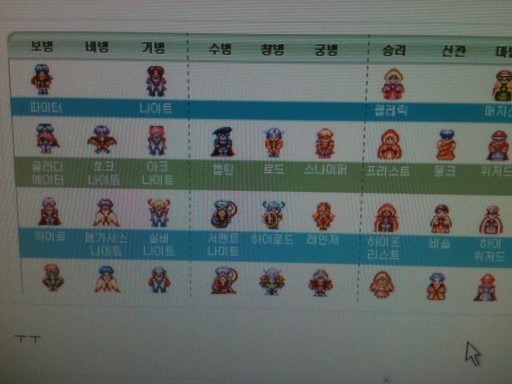 보병 비병 기병 수병 창병 궁병 승려 신관
파이터 나이트 클레릭
글라디에이터 호크나이트 아크나이트 캡틴 로드 스나이퍼 프리스트 몽크 위저드
히어로 페가서스나이트 실버나이트 서펜트나이트 하이로드 레인저 하이프리스트 비숍 하이위저드
ㅜㅜ